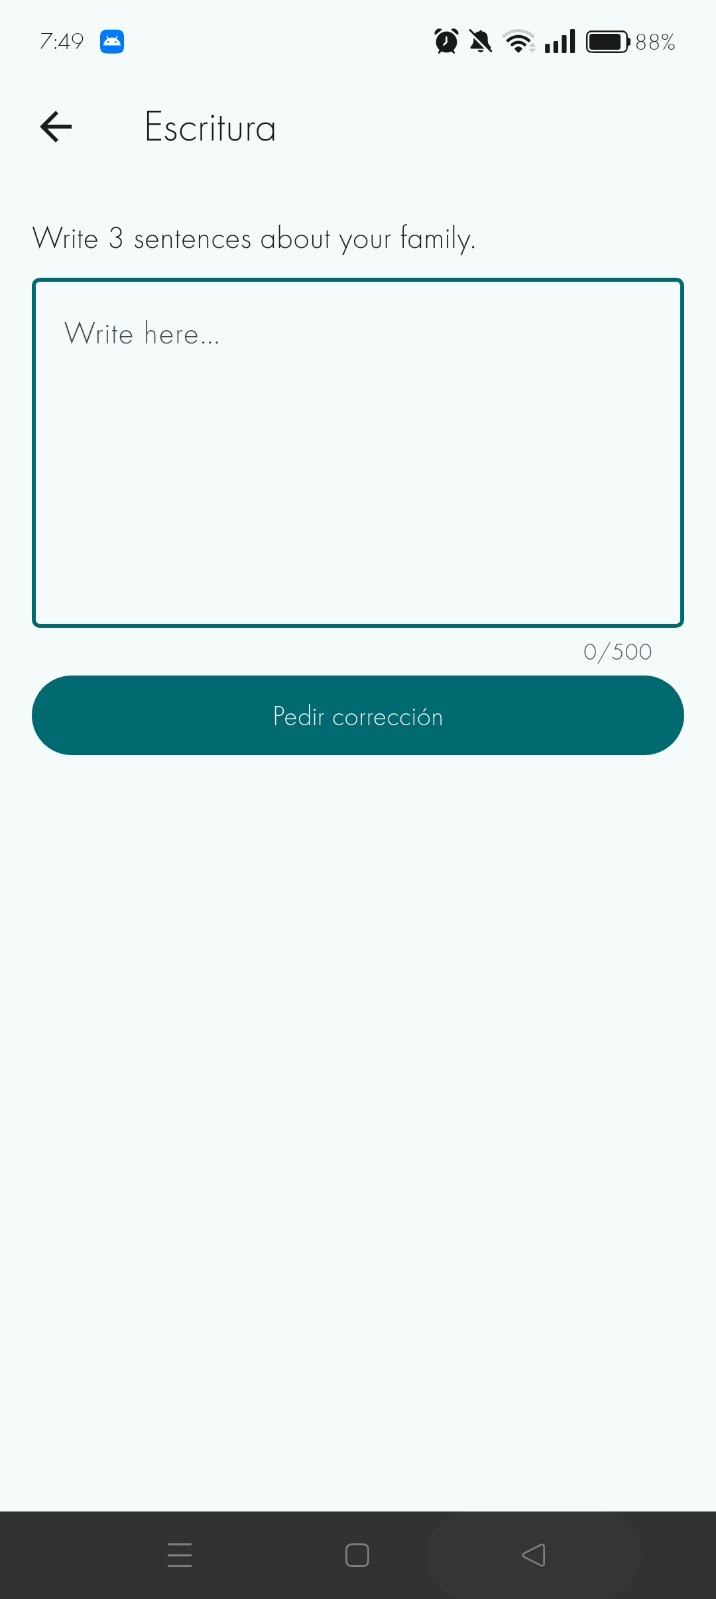 7:49
88%
Escritura
Write 3 sentences about your family.
Write here...
0/500
Pedir corrección